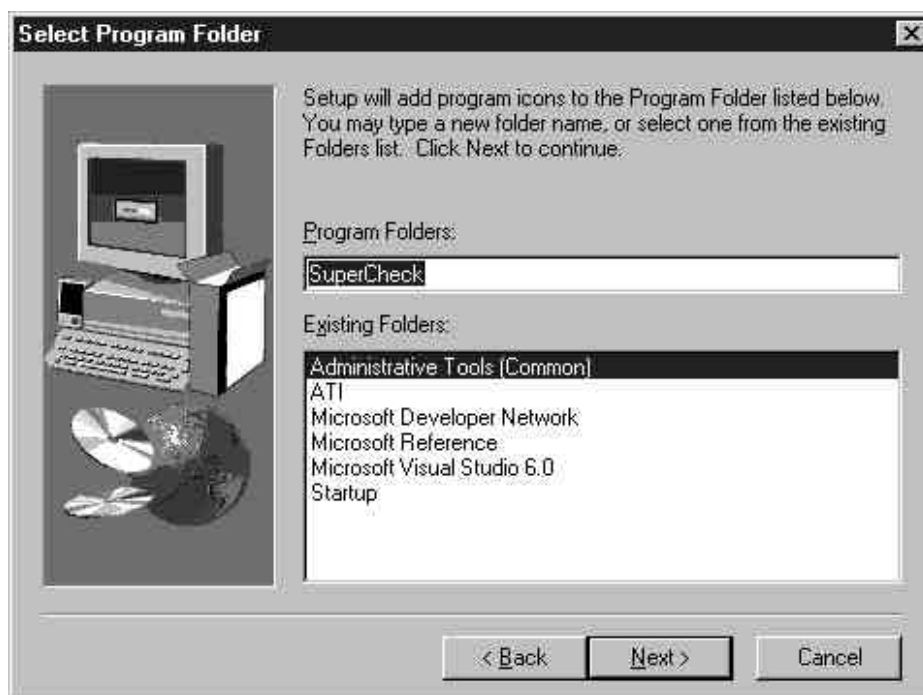 Select Program Folder
Setup will add program icons to the Program Folder listed below.
You may type a new folder name, or select one from the existing
Folders list. Click Next to continue.
Program Folders:
SuperCheck
Existing Folders:
Administrative Tools (Common)
ATI
Microsoft Developer Network
Microsoft Reference
Microsoft Visual Studio 6.0
Startup
< Back Next > Cancel